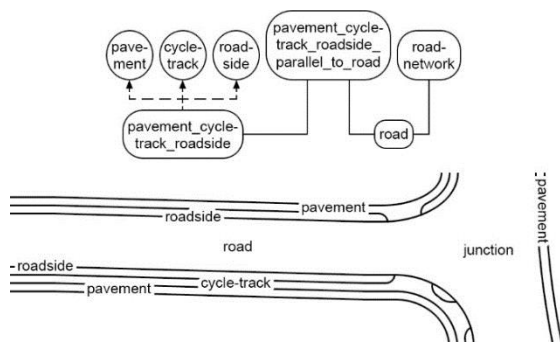 pave-
ment
cycle-
track
road-
side
pavement_cycle-
track_roadside_
parallel_to_road
road-
network
pavement_cycle-
track_roadside
road
pavement
roadside
pavement
road
junction
roadside
cycle-track
pavement